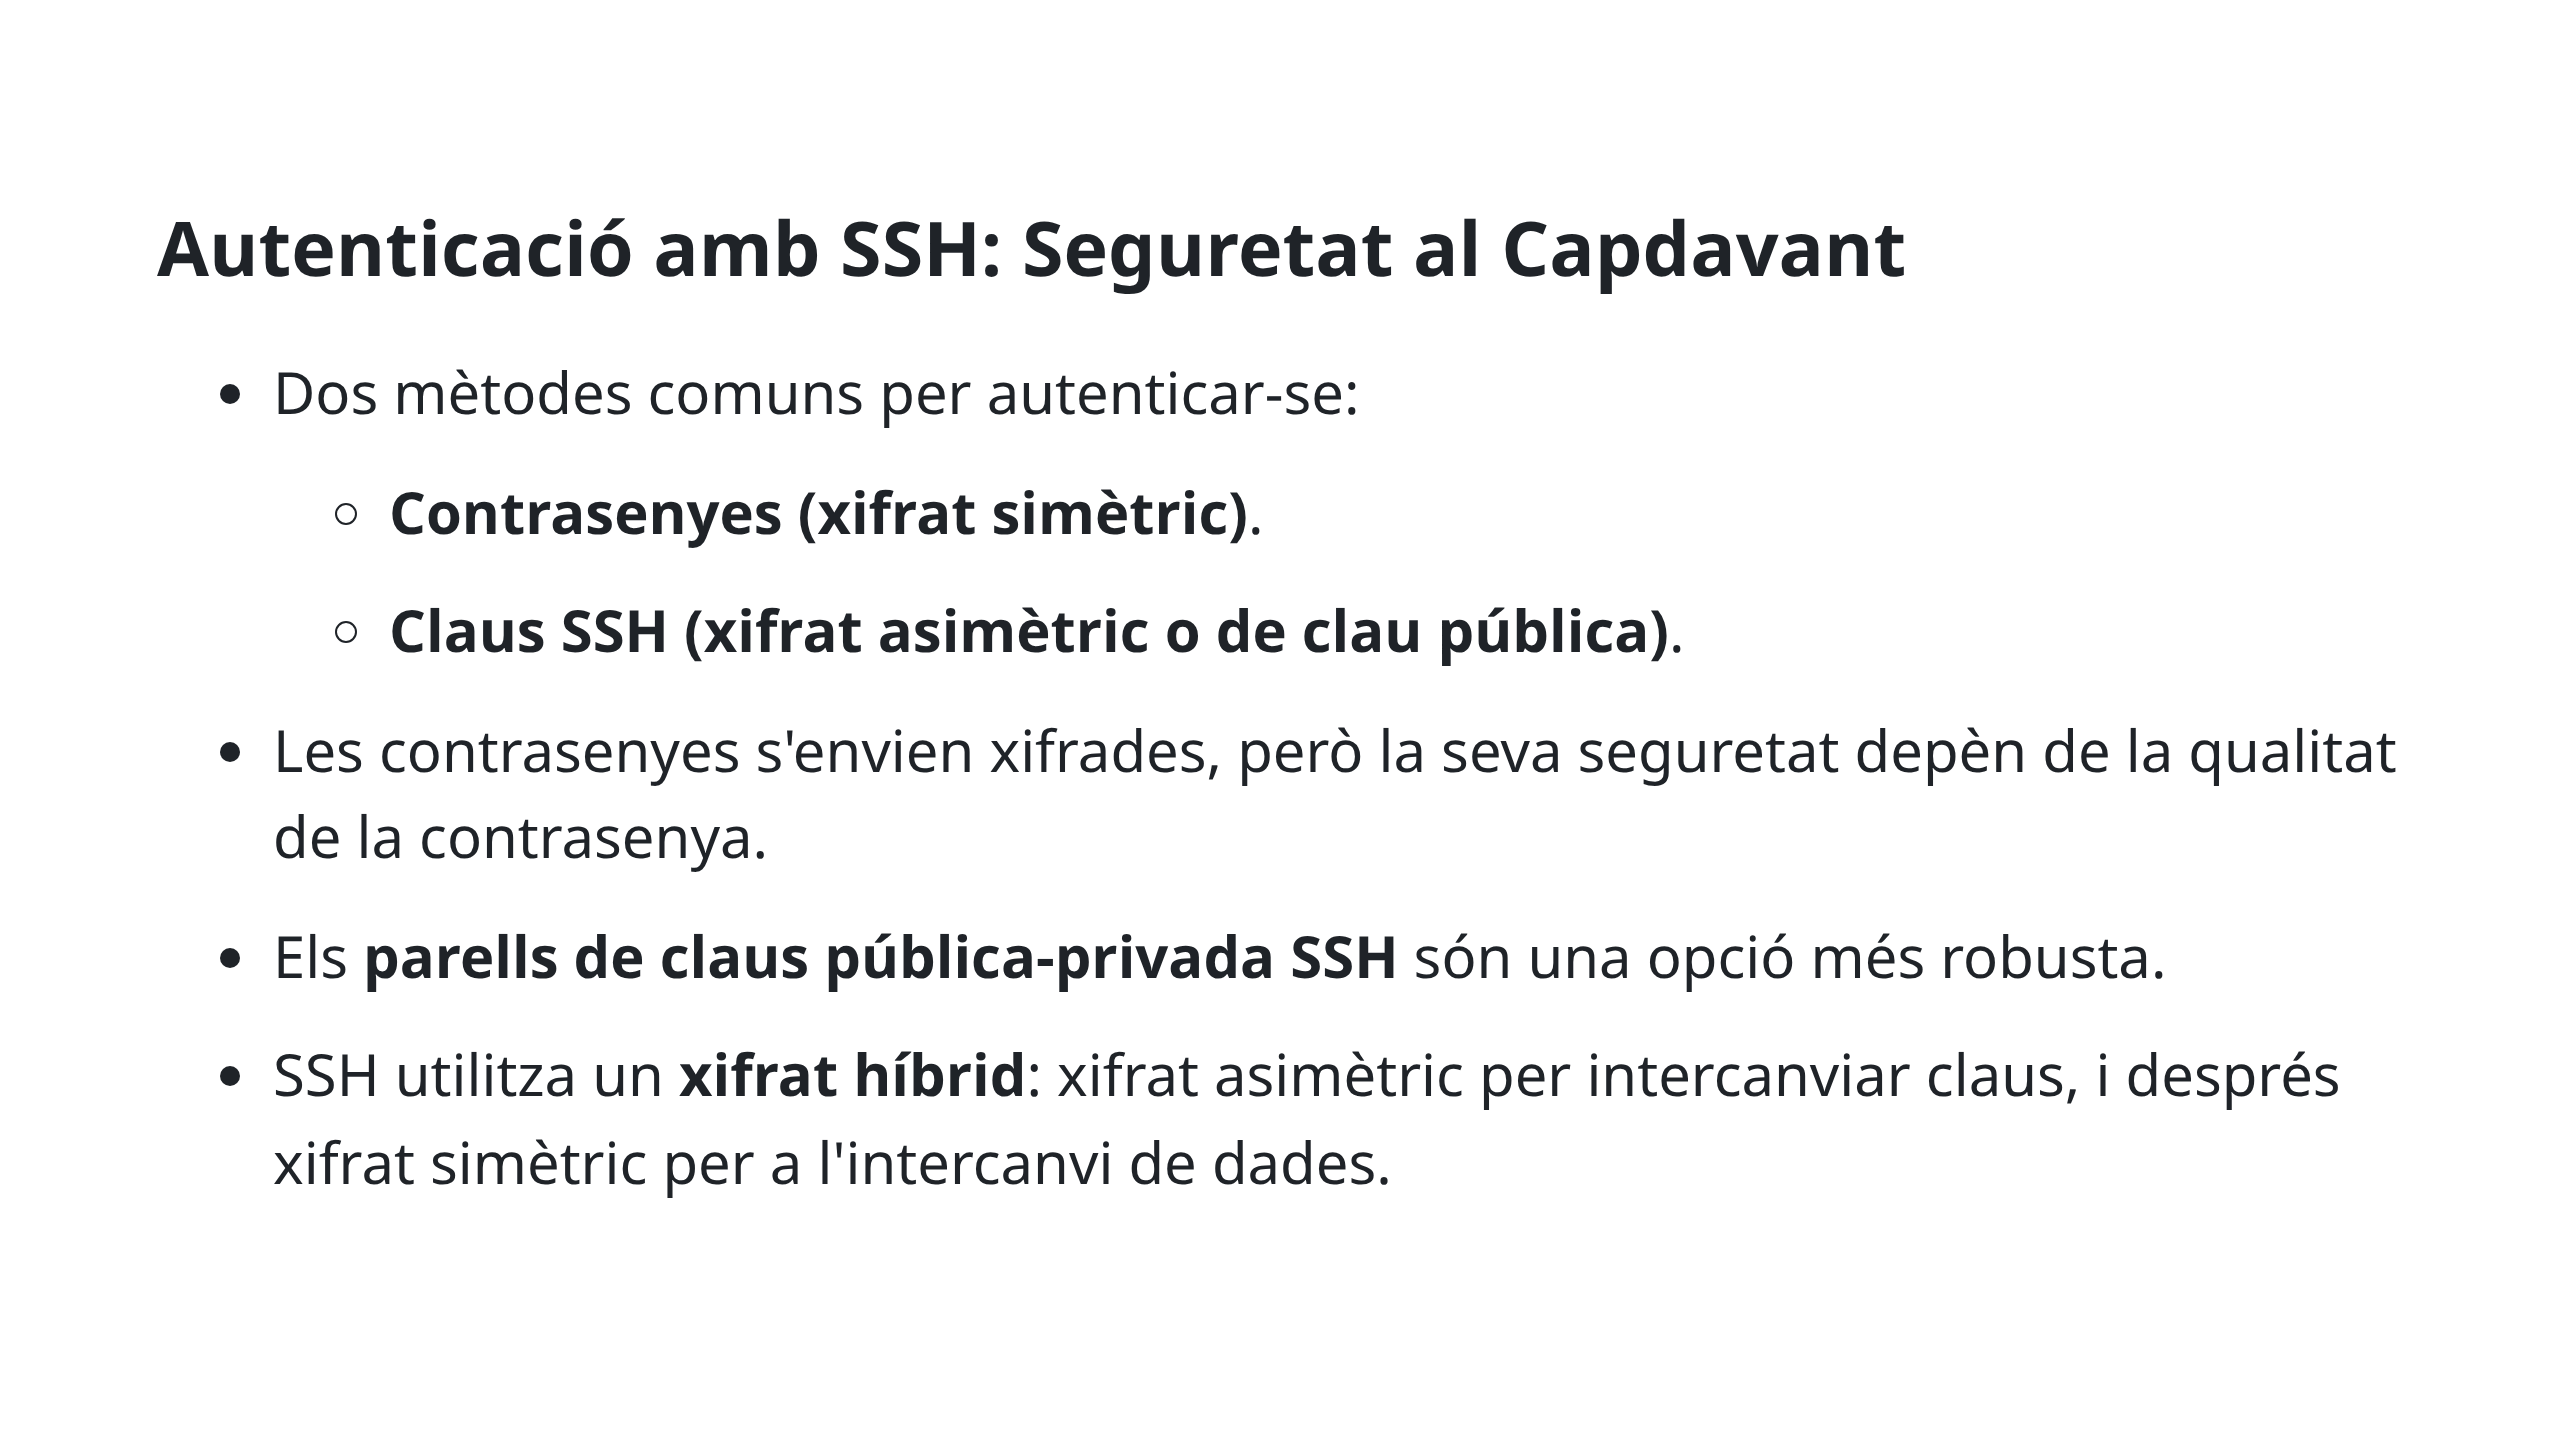 Autenticació amb SSH: Seguretat al Capdavant
• Dos mètodes comuns per autenticar-se:
◦ Contrasenyes (xifrat simètric).
◦ Claus SSH (xifrat asimètric o de clau pública).
• Les contrasenyes s'envien xifrades, però la seva seguretat depèn de la qualitat
de la contrasenya.
• Els parells de claus pública-privada SSH són una opció més robusta.
• SSH utilitza un xifrat híbrid: xifrat asimètric per intercanviar claus, i després
xifrat simètric per a l'intercanvi de dades.